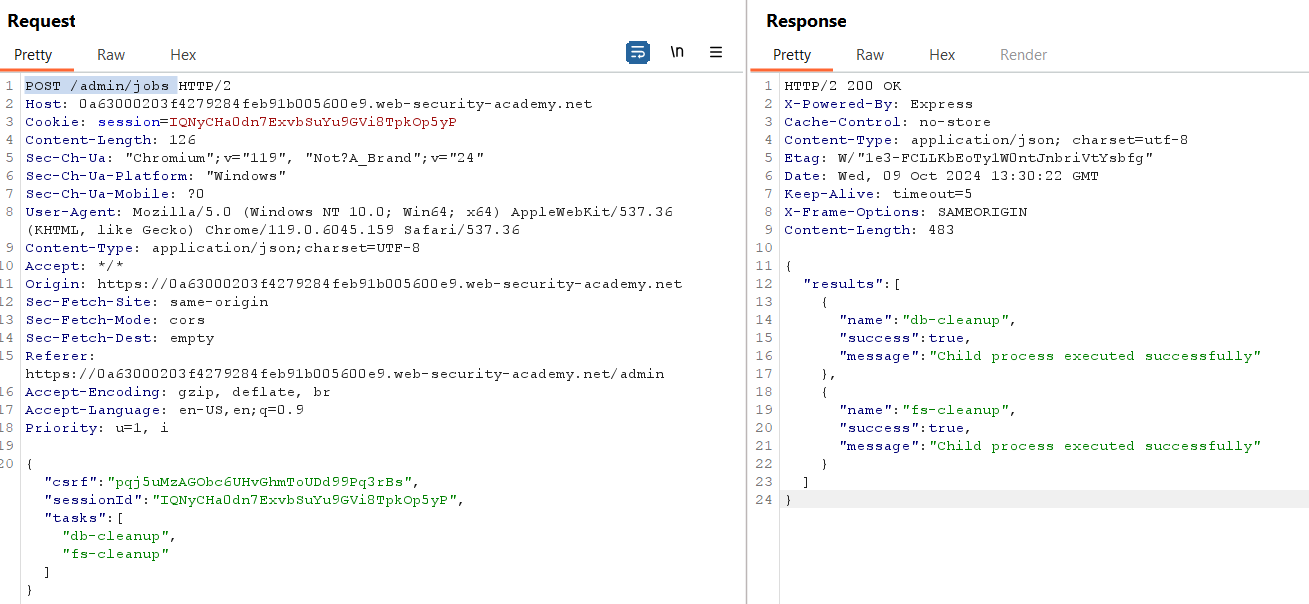 Request
Pretty Raw Hex
\n
1 POST /admin/jobs HTTP/2
2 Host: 0a63000203f4279284feb91b005600e9.web-security-academy.net
3 Cookie: session=IQNyCHa0dn7ExvbSuYu9GVi8TpkOp5yP
4 Content-Length: 126
5 Sec-Ch-Ua: "Chromium";v="119", "Not?A_Brand";v="24"
6 Sec-Ch-Ua-Platform: "Windows"
7 Sec-Ch-Ua-Mobile: ?0
8 User-Agent: Mozilla/5.0 (Windows NT 10.0; Win64; x64) AppleWebKit/537.36
(KHTML, like Gecko) Chrome/119.0.6045.159 Safari/537.36
9 Content-Type: application/json;charset=UTF-8
10 Accept: */*
11 Origin: https://0a63000203f4279284feb91b005600e9.web-security-academy.net
12 Sec-Fetch-Site: same-origin
13 Sec-Fetch-Mode: cors
14 Sec-Fetch-Dest: empty
15 Referer:
https://0a63000203f4279284feb91b005600e9.web-security-academy.net/admin
16 Accept-Encoding: gzip, deflate, br
17 Accept-Language: en-US,en;q=0.9
18 Priority: u=1, i
19
20 {
"csrf":"pqj5uMzAGObc6UHvGhmToUDd99Pq3rBs",
"sessionId":"IQNyCHa0dn7ExvbSuYu9GVi8TpkOp5yP",
"tasks":[
"db-cleanup",
"fs-cleanup"
]
}
Response
Pretty Raw Hex Render
1 HTTP/2 200 OK
2 X-Powered-By: Express
3 Cache-Control: no-store
4 Content-Type: application/json; charset=utf-8
5 Etag: W/"1e3-FCLLKbEoTylW0ntJnbriVtYsbfg"
6 Date: Wed, 09 Oct 2024 13:30:22 GMT
7 Keep-Alive: timeout=5
8 X-Frame-Options: SAMEORIGIN
9 Content-Length: 483
10
11 {
12 "results":[
13 {
14 "name":"db-cleanup",
15 "success":true,
16 "message":"Child process executed successfully"
17 },
18 {
19 "name":"fs-cleanup",
20 "success":true,
21 "message":"Child process executed successfully"
22 }
23 ]
24 }